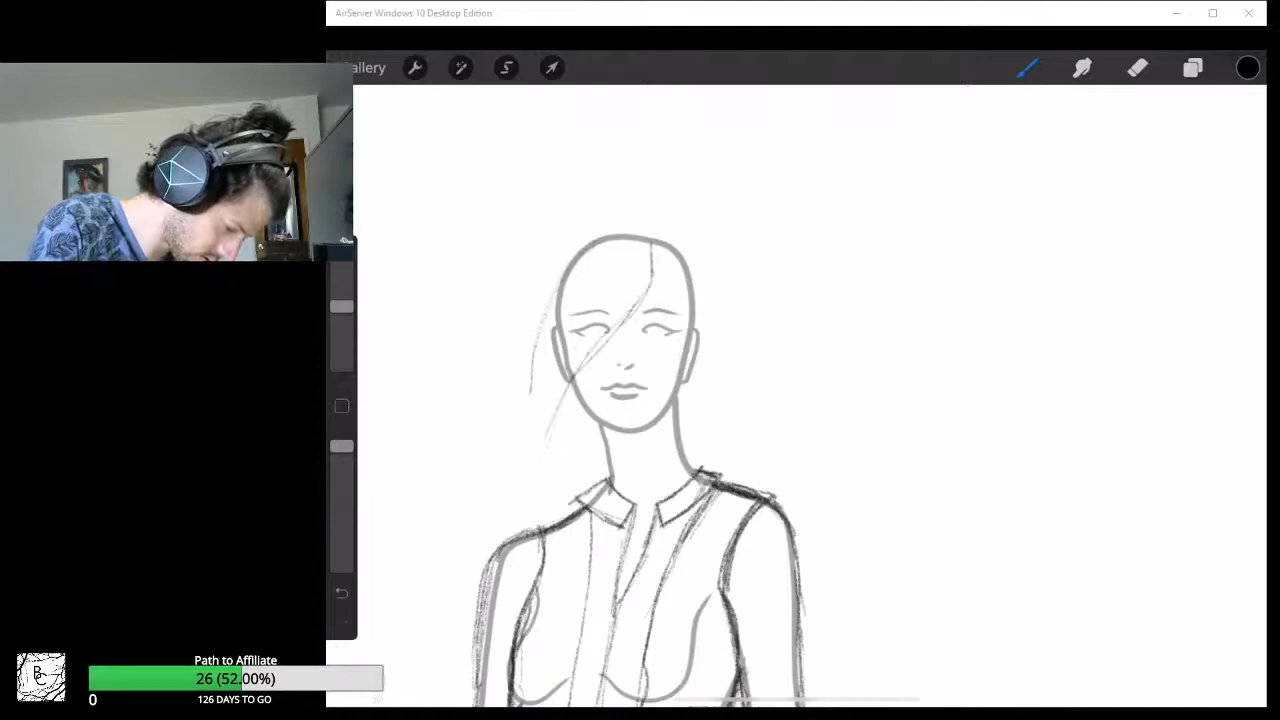 AirServer Windows 10 Desktop Edition
allery
Path to Affiliate
26 (52.00%)
0
126 DAYS TO GO